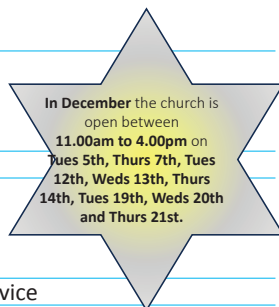 In December the church is
open between
11.00am to 4.00pm on
Tues 5th, Thurs 7th, Tues
12th, Weds 13th, Thurs
14th, Tues 19th, Weds 20th
and Thurs 21st.
vice